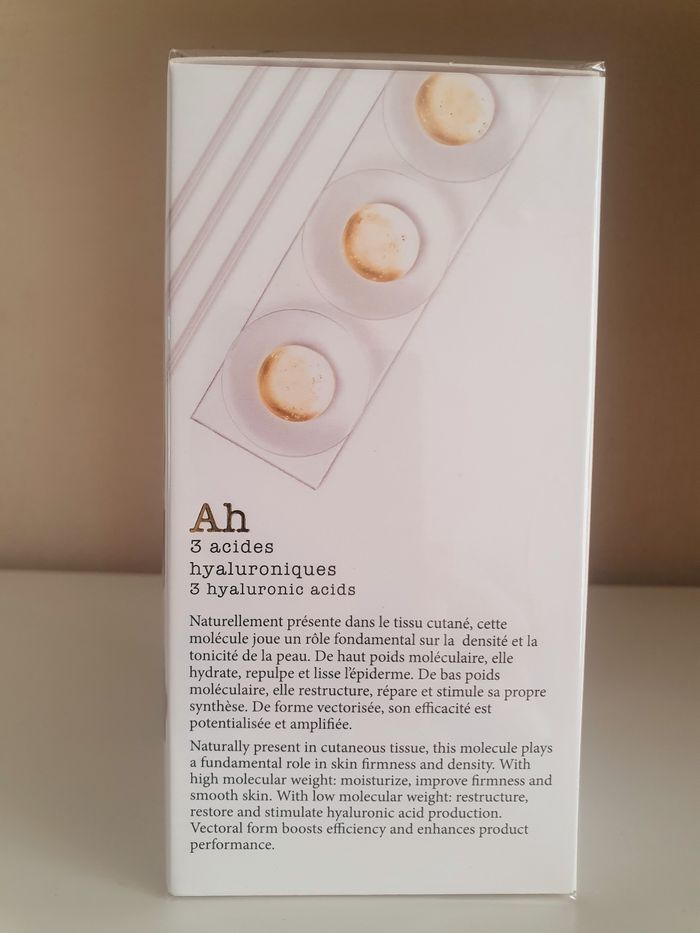 Ah
3 acides
hyaluroniques
3 hyaluronic acids
Naturellement présente dans le tissu cutané, cette
molécule joue un rôle fondamental sur la densité et la
tonicité de la peau. De haut poids moléculaire, elle
hydrate, repulpe et lisse l'épiderme. De bas poids
moléculaire, elle restructure, répare et stimule sa propre
synthèse. De forme vectorisée, son efficacité est
potentialisée et amplifiée.
Naturally present in cutaneous tissue, this molecule plays
a fundamental role in skin firmness and density. With
high molecular weight: moisturize, improve firmness and
smooth skin. With low molecular weight: restructure,
restore and stimulate hyaluronic acid production.
Vectoral form boosts efficiency and enhances product
performance.